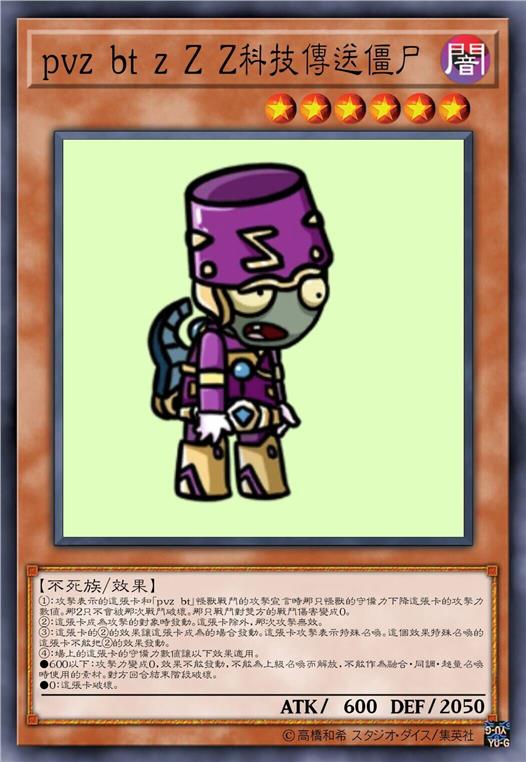 pvz bt z Z Z科技傳送僵尸
闇
【不死族/效果】
①:攻擊表示的這張卡和「pvz bt」怪獸戰鬥的攻擊宣言時那只怪獸的守備力下降這張卡的攻擊力
數值。那2只不會被那次戰鬥破壞。那只戰鬥對雙方的戰鬥傷害變成0。
②:這張卡成為攻擊的對象時發動。這張卡除外,那次攻擊無效。
③:這張卡的②的效果讓這張卡成為的場合發動。這張卡攻擊表示特殊召喚。這個效果特殊召喚的
這張卡不能把②的效果發動。
④:場上的這張卡的守備力數值讓以下效果適用。
●600以下:攻擊力變成0,效果不能發動,不能為上級召喚而解放,不能作為融合·同調·超量召喚
時使用的素材。對方回合結束階段破壞。
●0:這張卡破壞。
ATK/ 600 DEF/2050
©高橋和希 スタジオ·ダイス/集英社
YU-G